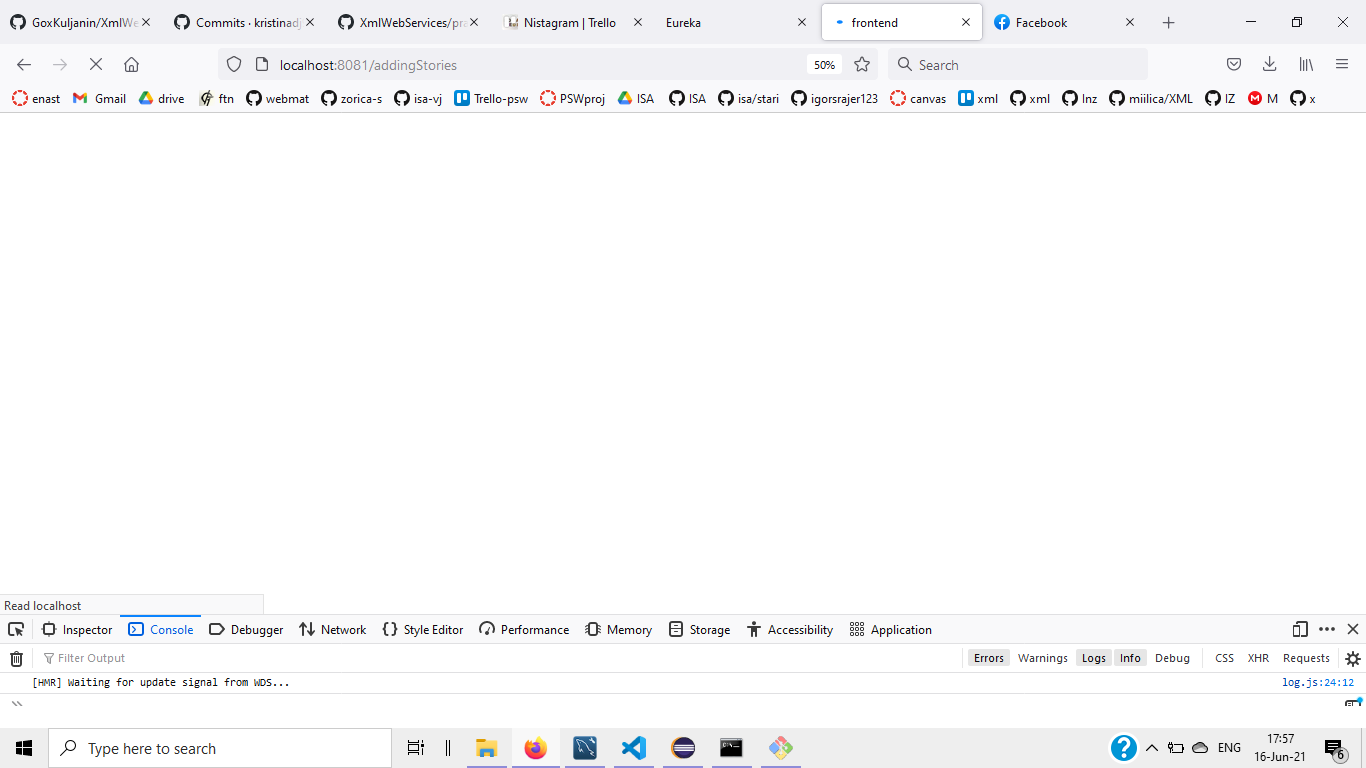 GoxKuljanin/XmlWe
Commits · kristinad
XmlWebServices/pra
Nistagram | Trello
Eureka
frontend
Facebook
localhost:8081/addingStories
50%
Search
enast
Gmail
drive
ftn
webmat
zorica-s
isa-vj
Trello-psw
PSWproj
ISA
ISA
isa/stari
igorsrajer123
canvas
xml
xml
Inz
miilica/XML
IZ
M
x
Read localhost
Inspector
Console
Debugger
Network
Style Editor
Performance
Memory
Storage
Accessibility
Application
Filter Output
Errors
Warnings
Logs
Info
Debug
CSS
XHR
Requests
[HMR] Waiting for update signal from WDS...
log.js:24:12
Type here to search
ENG
17:57
16-Jun-21
6